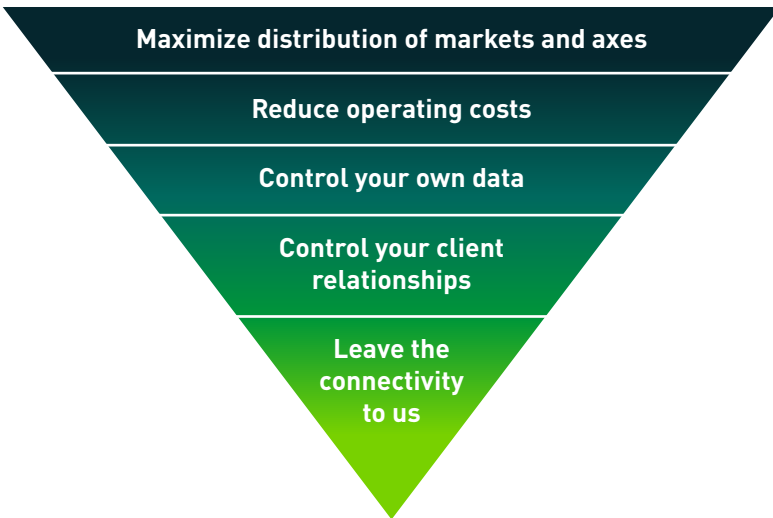 Maximize distribution of markets and axes
Reduce operating costs
Control your own data
Control your client
relationships
Leave the
connectivity
to us